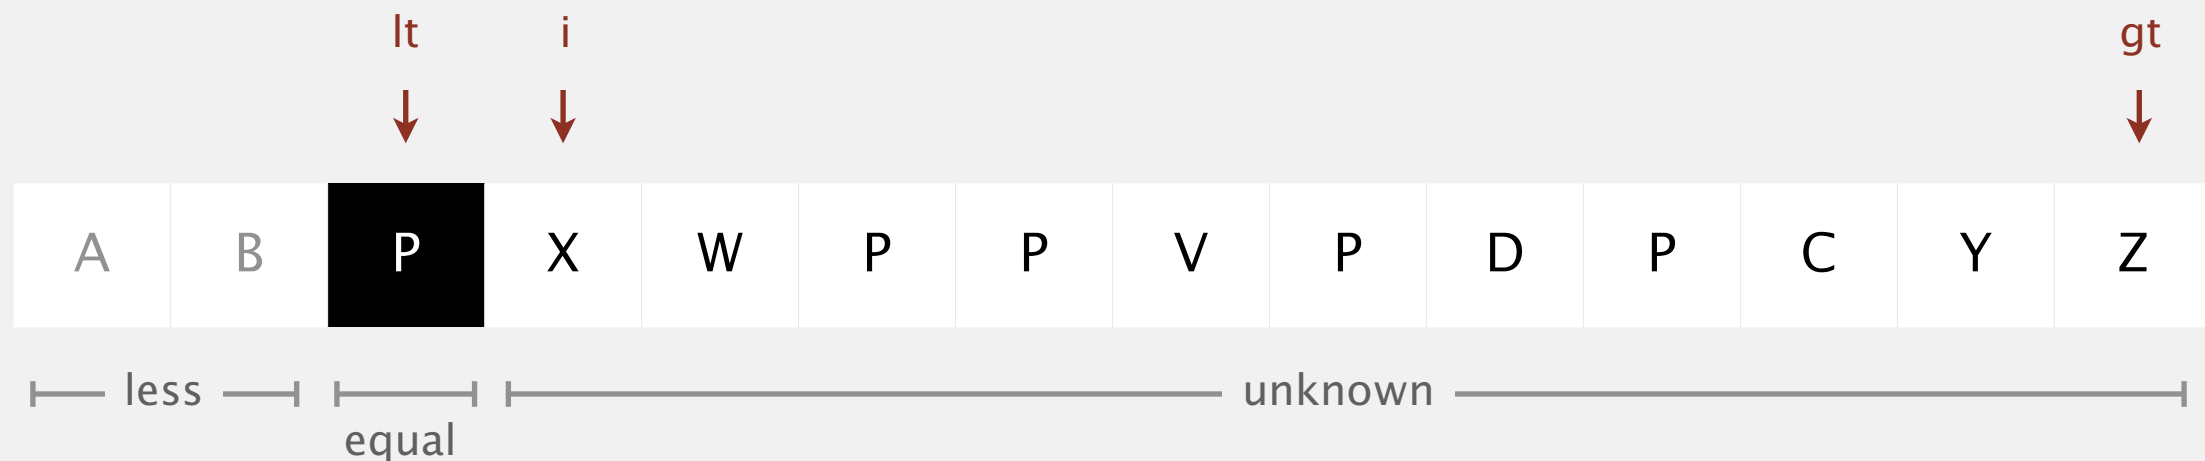 lt i gt
A B P X W P P V P D P C Y Z
less unknown
equal